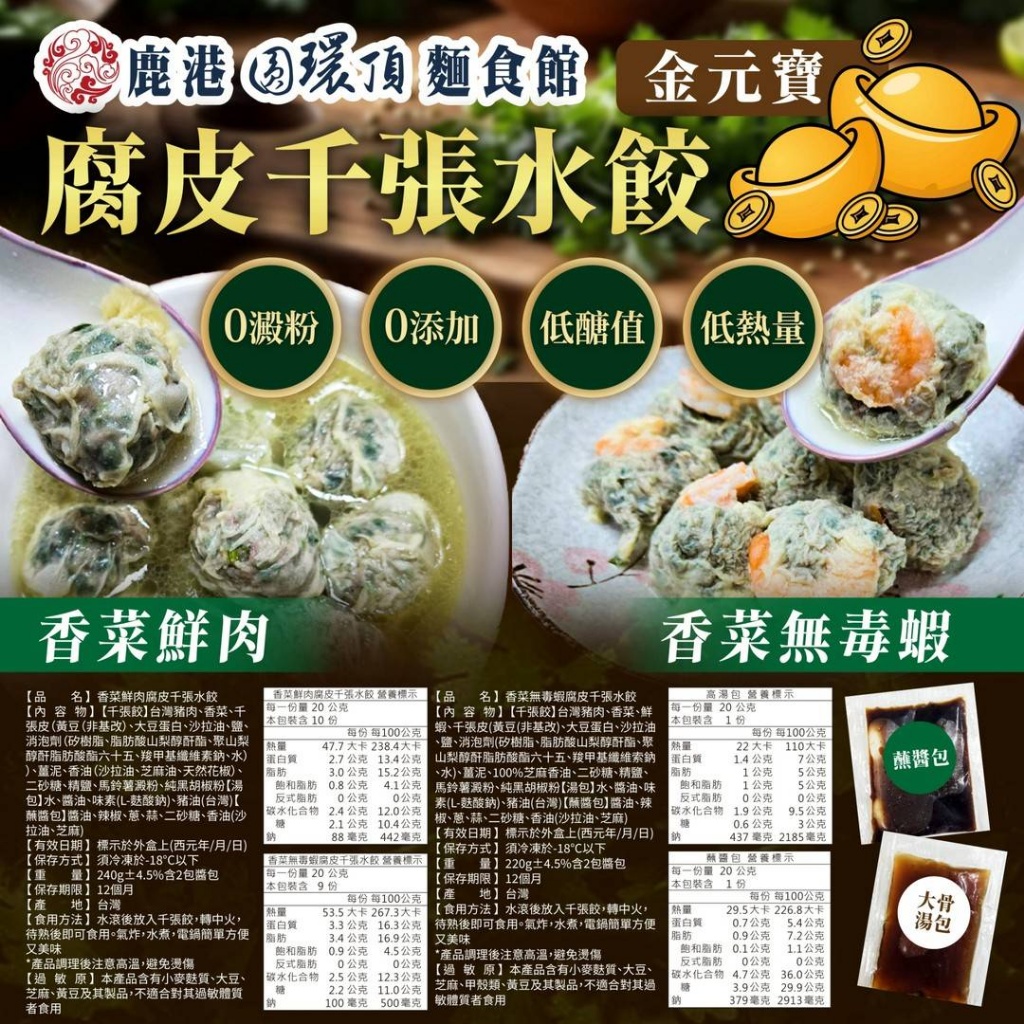 鹿港 圓環頂 麵食館
金元寶
腐皮千張水餃
0澱粉
0添加
低醣值
低熱量
香菜鮮肉
香菜無毒蝦
【品　　名】香菜鮮肉腐皮千張水餃
【內 容 物】【千張餃】台灣豬肉、香菜、千
張皮(黃豆(非基改)、大豆蛋白、沙拉油、鹽、
消泡劑(矽樹脂、脂肪酸山梨醇酐酯、聚山梨
醇酐脂肪酸酯六十五、羧甲基纖維素鈉、水)
)、薑泥、香油(沙拉油、芝麻油、天然花椒)、
二砂糖、精鹽、馬鈴薯澱粉、純黑胡椒粉【湯
包】水、醬油、味素(L-麩酸鈉)、豬油(台灣)【
蘸醬包】醬油、辣椒、蔥、蒜、二砂糖、香油(沙
拉油、芝麻)
【有效日期】標示於外盒上(西元年/月/日)
【保存方式】須冷凍於-18°C以下
【重　　量】240g±4.5%含2包醬包
【保存期限】12個月
【產　　地】台灣
【食用方法】水滾後放入千張餃，轉中火，
待熟後即可食用。氣炸，水煮，電鍋簡單方便
又美味
*產品調理後注意高溫，避免燙傷
【過 敏 原】本產品含有小麥麩質、大豆、
芝麻、黃豆及其製品，不適合對其過敏體質
者食用
香菜鮮肉腐皮千張水餃 營養標示
每一份量 20 公克
本包裝含 10 份
每份 每100公克
熱量 47.7 大卡 238.4大卡
蛋白質 2.7 公克 13.4公克
脂肪 3.0 公克 15.2公克
飽和脂肪 0.8 公克 4.1公克
反式脂肪 0公克 0公克
碳水化合物 2.4 公克 12.0公克
糖 2.1 公克 10.4公克
鈉 88 毫克 442毫克
香菜無毒蝦腐皮千張水餃 營養標示
每一份量 20 公克
本包裝含 9 份
每份 每100公克
熱量 53.5 大卡 267.3大卡
蛋白質 3.3 公克 16.3公克
脂肪 3.4 公克 16.9公克
飽和脂肪 0.9 公克 4.5公克
反式脂肪 0公克 0公克
碳水化合物 2.5 公克 12.3公克
糖 2.2 公克 11.0公克
鈉 100 毫克 500毫克
【品　　名】香菜無毒蝦腐皮千張水餃
【內 容 物】【千張餃】台灣豬肉、香菜、鮮
蝦、千張皮(黃豆(非基改)、大豆蛋白、沙拉油
、鹽、消泡劑(矽樹脂、脂肪酸山梨醇酐酯、聚
山梨醇酐脂肪酸酯六十五、羧甲基纖維素鈉
、水)、薑泥、100%芝麻香油、二砂糖、精鹽、
馬鈴薯澱粉、純黑胡椒粉【湯包】水、醬油、味
素(L-麩酸鈉)、豬油(台灣)【蘸醬包】醬油、辣
椒、蔥、蒜、二砂糖、香油(沙拉油、芝麻)
【有效日期】標示於外盒上(西元年/月/日)
【保存方式】須冷凍於-18°C以下
【重　　量】220g±4.5%含2包醬包
【保存期限】12個月
【產　　地】台灣
【食用方法】水滾後放入千張餃，轉中火，
待熟後即可食用。氣炸，水煮，電鍋簡單方便
又美味
*產品調理後注意高溫，避免燙傷
【過 敏 原】本產品含有小麥麩質、大豆、
芝麻、甲殼類、黃豆及其製品，不適合對其過
敏體質者食用
高湯包 營養標示
每一份量 20 公克
本包裝含 1 份
每份 每100公克
熱量 22 大卡 110大卡
蛋白質 1.4 公克 7公克
脂肪 1 公克 5公克
飽和脂肪 1 公克 5公克
反式脂肪 0公克 0公克
碳水化合物 1.9 公克 9.5公克
糖 0.6 公克 3公克
鈉 437 毫克 2185毫克
蘸醬包 營養標示
每一份量 20 公克
本包裝含 1 份
每份 每100公克
熱量 29.5大卡 226.8大卡
蛋白質 0.7公克 5.4公克
脂肪 0.9公克 7.2公克
飽和脂肪 0.1公克 1.1公克
反式脂肪 0公克 0公克
碳水化合物 4.7公克 36.0公克
糖 3.9公克 29.9公克
鈉 379毫克 2913毫克
蘸醬包
大骨
湯包